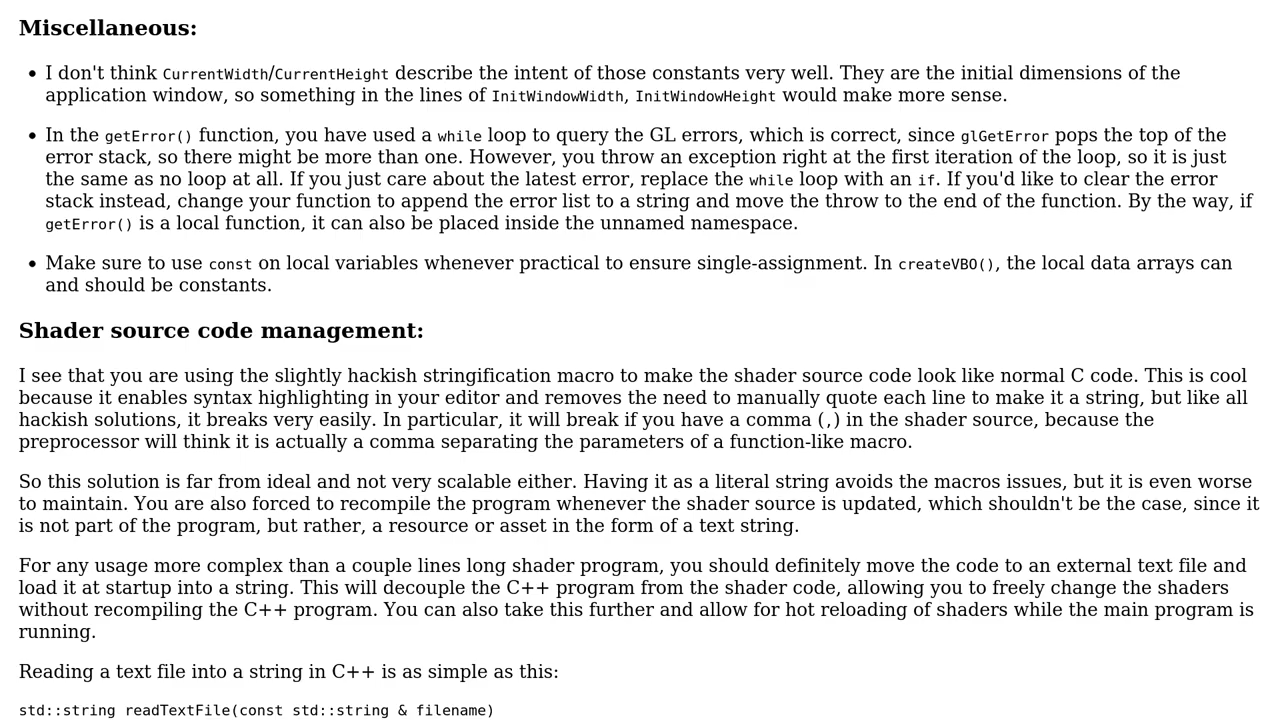 Miscellaneous:
• I don't think CurrentWidth/CurrentHeight describe the intent of those constants very well. They are the initial dimensions of the
application window, so something in the lines of InitWindowWidth, InitWindowHeight would make more sense.
• In the getError() function, you have used a while loop to query the GL errors, which is correct, since glGetError pops the top of the
error stack, so there might be more than one. However, you throw an exception right at the first iteration of the loop, so it is just
the same as no loop at all. If you just care about the latest error, replace the while loop with an if. If you'd like to clear the error
stack instead, change your function to append the error list to a string and move the throw to the end of the function. By the way, if
getError() is a local function, it can also be placed inside the unnamed namespace.
• Make sure to use const on local variables whenever practical to ensure single-assignment. In createVBO(), the local data arrays can
and should be constants.
Shader source code management:
I see that you are using the slightly hackish stringification macro to make the shader source code look like normal C code. This is cool
because it enables syntax highlighting in your editor and removes the need to manually quote each line to make it a string, but like all
hackish solutions, it breaks very easily. In particular, it will break if you have a comma (,) in the shader source, because the
preprocessor will think it is actually a comma separating the parameters of a function-like macro.
So this solution is far from ideal and not very scalable either. Having it as a literal string avoids the macros issues, but it is even worse
to maintain. You are also forced to recompile the program whenever the shader source is updated, which shouldn't be the case, since it
is not part of the program, but rather, a resource or asset in the form of a text string.
For any usage more complex than a couple lines long shader program, you should definitely move the code to an external text file and
load it at startup into a string. This will decouple the C++ program from the shader code, allowing you to freely change the shaders
without recompiling the C++ program. You can also take this further and allow for hot reloading of shaders while the main program is
running.
Reading a text file into a string in C++ is as simple as this:
std::string readTextFile(const std::string & filename)